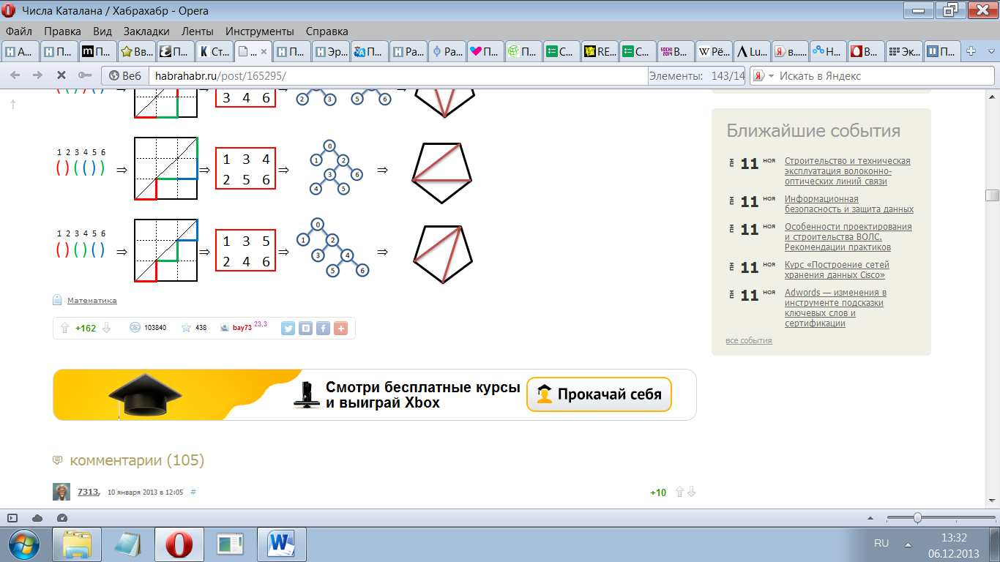 Числа Каталана / Хабрахабр - Opera
Файл Правка Вид Закладки Ленты Инструменты Справка
А... П... П... Вв... П... Ст... ... П... Эр... П... Ра... Ра... П... П... С... RE... С... В... Рё... Lu... в.... Н... В... Эк... П...
Веб habrahabr.ru/post/165295/ Элементы: 143/14 Искать в Яндекс
3 4 6
2 3 5 6
1 2 3 4 5 6
()(()) ⇒ ⇒ ⇒ ⇒
1 3 4
2 5 6
0
1 2
3 6
4 5
1 2 3 4 5 6
()()() ⇒ ⇒ ⇒ ⇒
1 3 5
2 4 6
0
1 2
3 4
5 6
Математика
+162 103840 438 bay73 23,3
Смотри бесплатные курсы
и выиграй Xbox
Прокачай себя
комментарии (105)
7313, 10 января 2013 в 12:05 #
+10
Ближайшие события
пн 11 ноя Строительство и техническая
эксплуатация волоконно-
оптических линий связи
пн 11 ноя Информационная
безопасность и защита данных
пн 11 ноя Особенности проектирования
и строительства ВОЛС.
Рекомендации практиков
пн 11 ноя Курс «Построение сетей
хранения данных Cisco»
пн 11 ноя Adwords — изменения в
инструменте подсказки
ключевых слов и
сертификации
все события
RU
13:32
06.12.2013